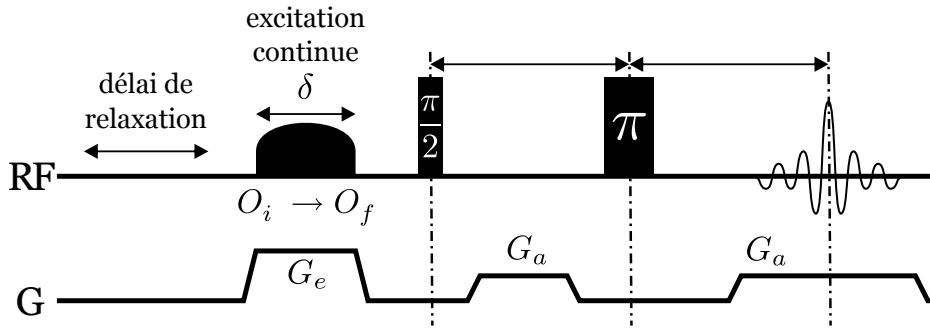 excitation
continue
δ
délai de
relaxation
π/2
π
RF
O_i → O_f
G_e
G_a
G_a
G